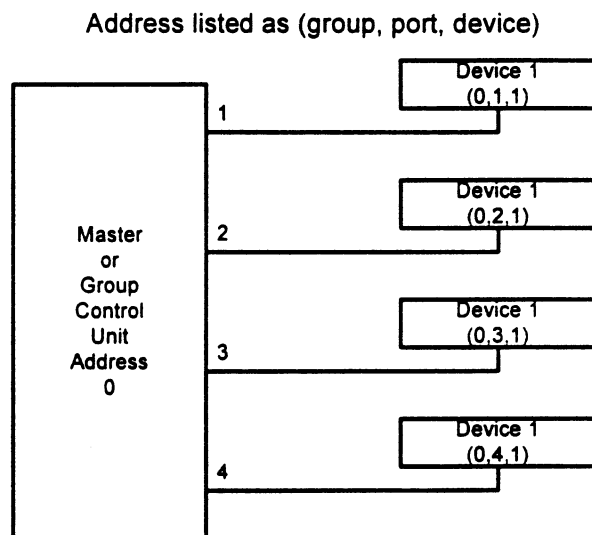 Address listed as (group, port, device)
Device 1
(0,1,1)
1
Device 1
(0,2,1)
2
Master
or
Group
Control
Unit
Address
0
Device 1
(0,3,1)
3
Device 1
(0,4,1)
4